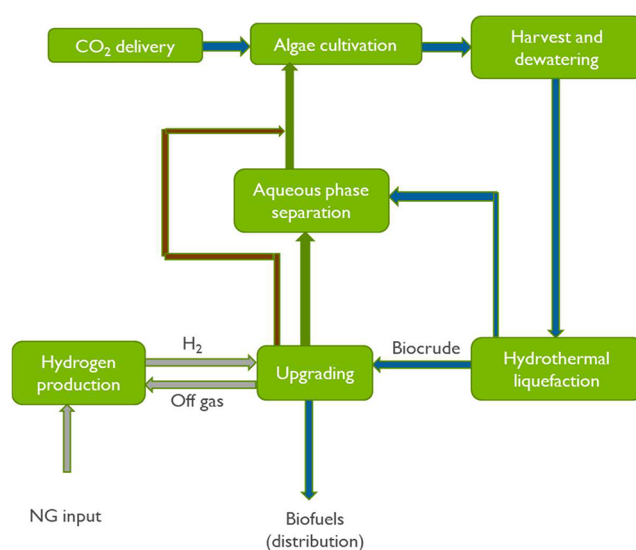 CO₂ delivery
Algae cultivation
Harvest and
dewatering
Aqueous phase
separation
Hydrogen
production
H₂
Off gas
Upgrading
Biocrude
Hydrothermal
liquefaction
NG input
Biofuels
(distribution)